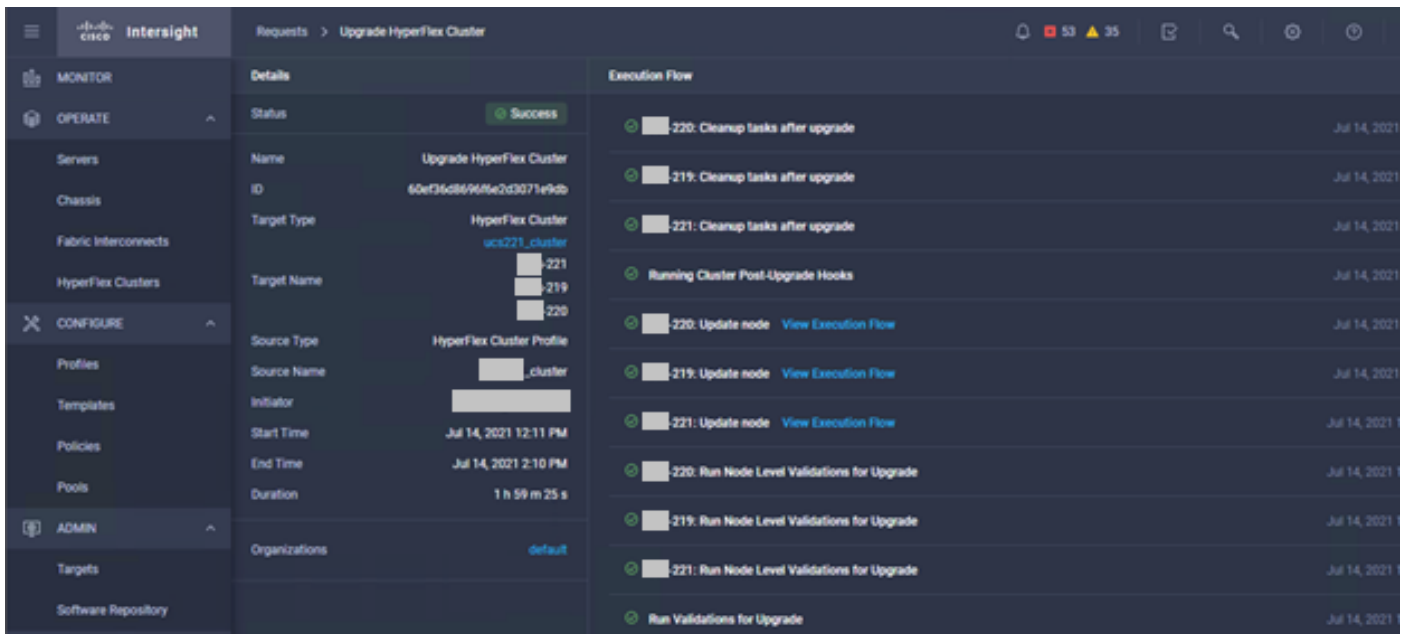 cisco Intersight
Requests > Upgrade HyperFlex Cluster
53 35
MONITOR
OPERATE
Servers
Chassis
Fabric Interconnects
HyperFlex Clusters
CONFIGURE
Profiles
Templates
Policies
Pools
ADMIN
Targets
Software Repository
Details
Status Success
Name Upgrade HyperFlex Cluster
ID 60ef36d8696f6e2d3071e9db
Target Type HyperFlex Cluster
ucs221_cluster
-221
Target Name -219
-220
Source Type HyperFlex Cluster Profile
Source Name _cluster
Initiator
Start Time Jul 14, 2021 12:11 PM
End Time Jul 14, 2021 2:10 PM
Duration 1 h 59 m 25 s
Organizations default
Execution Flow
-220: Cleanup tasks after upgrade Jul 14, 2021
-219: Cleanup tasks after upgrade Jul 14, 2021
-221: Cleanup tasks after upgrade Jul 14, 2021
Running Cluster Post-Upgrade Hooks Jul 14, 2021
-220: Update node View Execution Flow Jul 14, 2021
-219: Update node View Execution Flow Jul 14, 2021
-221: Update node View Execution Flow Jul 14, 2021 1
-220: Run Node Level Validations for Upgrade Jul 14, 2021 1
-219: Run Node Level Validations for Upgrade Jul 14, 2021 1
-221: Run Node Level Validations for Upgrade Jul 14, 2021 1
Run Validations for Upgrade Jul 14, 2021 1